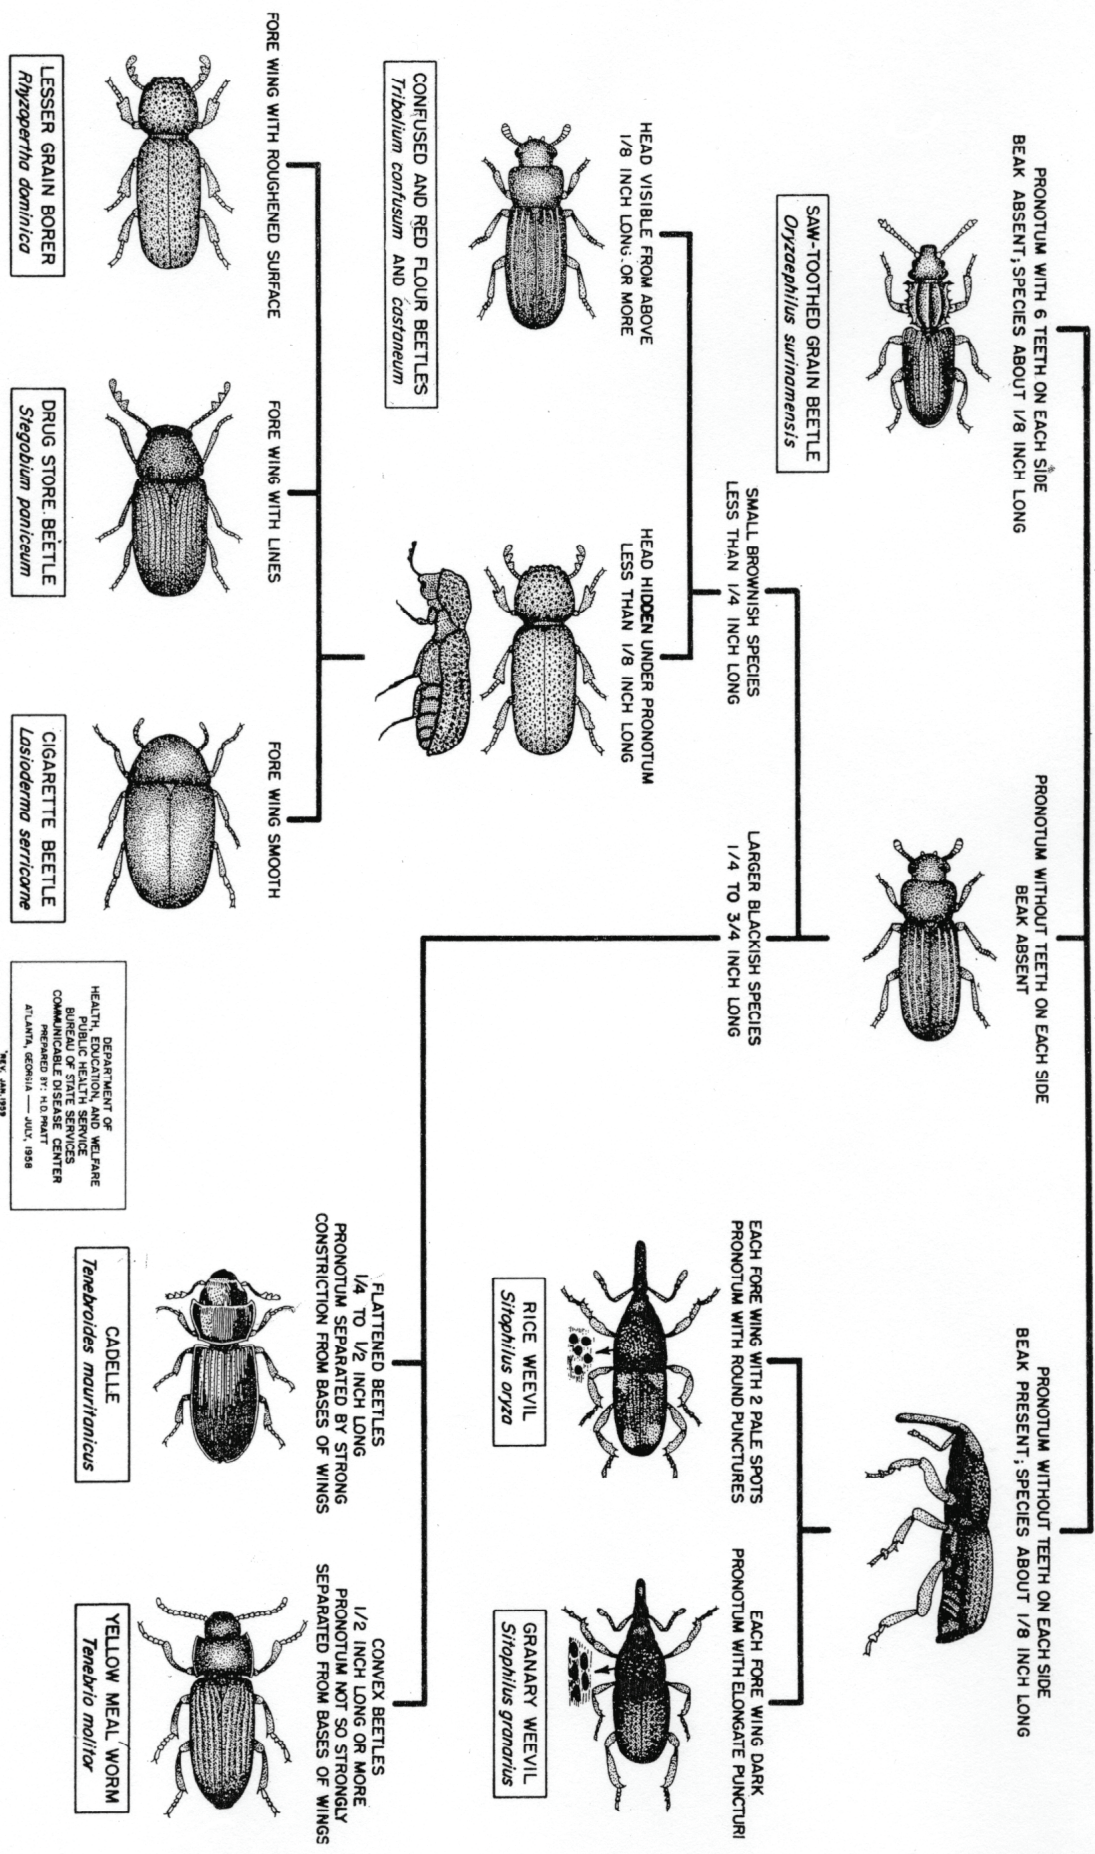 PRONOTUM WITH 6 TEETH ON EACH SIDE
BEAK ABSENT; SPECIES ABOUT 1/8 INCH LONG
PRONOTUM WITHOUT TEETH ON EACH SIDE
BEAK ABSENT
PRONOTUM WITHOUT TEETH ON EACH SIDE
BEAK PRESENT; SPECIES ABOUT 1/8 INCH LONG
SAW-TOOTHED GRAIN BEETLE
Oryzaephilus surinamensis
SMALL BROWNISH SPECIES
LESS THAN 1/4 INCH LONG
LARGER BLACKISH SPECIES
1/4 TO 3/4 INCH LONG
EACH FORE WING WITH 2 PALE SPOTS
PRONOTUM WITH ROUND PUNCTURES
EACH FORE WING DARK
PRONOTUM WITH ELONGATE PUNCTURI
HEAD VISIBLE FROM ABOVE
1/8 INCH LONG OR MORE
HEAD HIDDEN UNDER PRONOTUM
LESS THAN 1/8 INCH LONG
RICE WEEVIL
Sitophilus oryza
GRANARY WEEVIL
Sitophilus granarius
CONFUSED AND RED FLOUR BEETLES
Tribolium confusum AND castaneum
FLATTENED BEETLES
1/4 TO 1/2 INCH LONG
PRONOTUM SEPARATED BY STRONG
CONSTRICTION FROM BASES OF WINGS
CONVEX BEETLES
1/2 INCH LONG OR MORE
PRONOTUM NOT SO STRONGLY
SEPARATED FROM BASES OF WINGS
FORE WING WITH ROUGHENED SURFACE
FORE WING WITH LINES
FORE WING SMOOTH
LESSER GRAIN BORER
Rhyzopertha dominica
DRUG STORE BEETLE
Stegobium paniceum
CIGARETTE BEETLE
Lasioderma serricorne
CADELLE
Tenebroides mauritanicus
YELLOW MEAL WORM
Tenebrio molitor
DEPARTMENT OF
HEALTH, EDUCATION, AND WELFARE
PUBLIC HEALTH SERVICE
BUREAU OF STATE SERVICES
COMMUNICABLE DISEASE CENTER
PREPARED BY: H.D. PRATT
ATLANTA, GEORGIA — JULY, 1958
REV. JAN. 1959